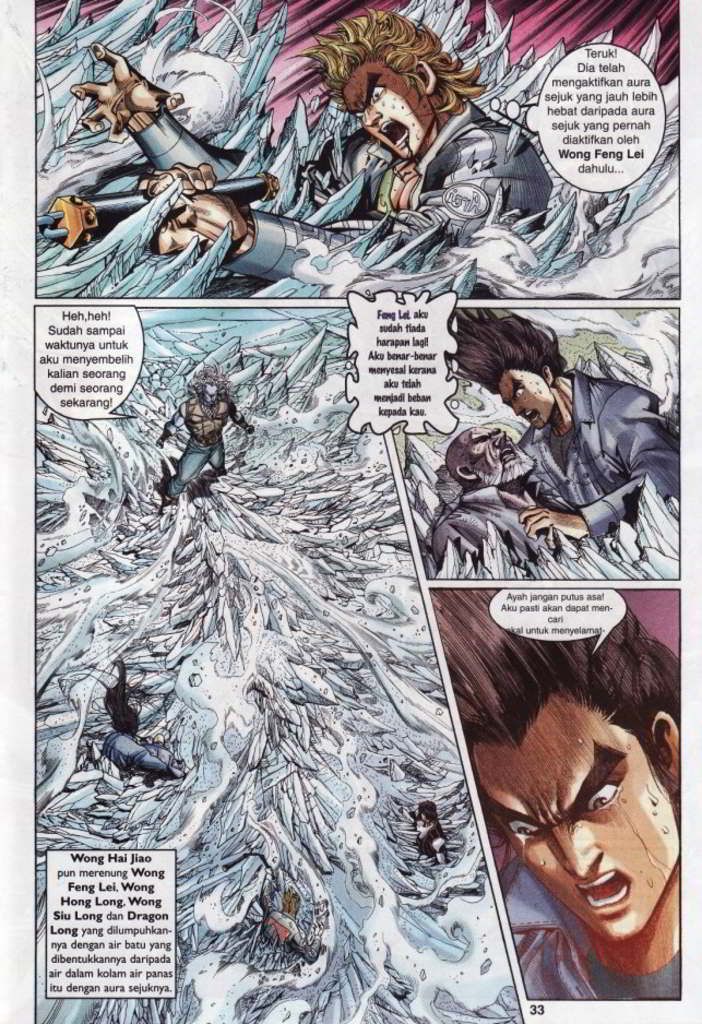 Teruk!
Dia telah
mengaktifkan aura
sejuk yang jauh lebih
hebat daripada aura
sejuk yang pernah
diaktifkan oleh
Wong Feng Lei
dahulu...
Heh,heh!
Sudah sampai
waktunya untuk
aku menyembelih
kalian seorang
demi seorang
sekarang!
Feng Lei, aku
sudah tiada
harapan lagi!
Aku benar-benar
menyesal kerana
aku telah
menjadi beban
kepada kau.
Ayah jangan putus asa!
Aku pasti akan dapat men-
cari
untuk menyelamat-
Wong Hai Jiao
pun merenung Wong
Feng Lei, Wong
Hong Long, Wong
Siu Long dan Dragon
Long yang dilumpuhkan-
nya dengan air batu yang
dibentukkannya daripada
air dalam kolam air panas
itu dengan aura sejuknya.
33